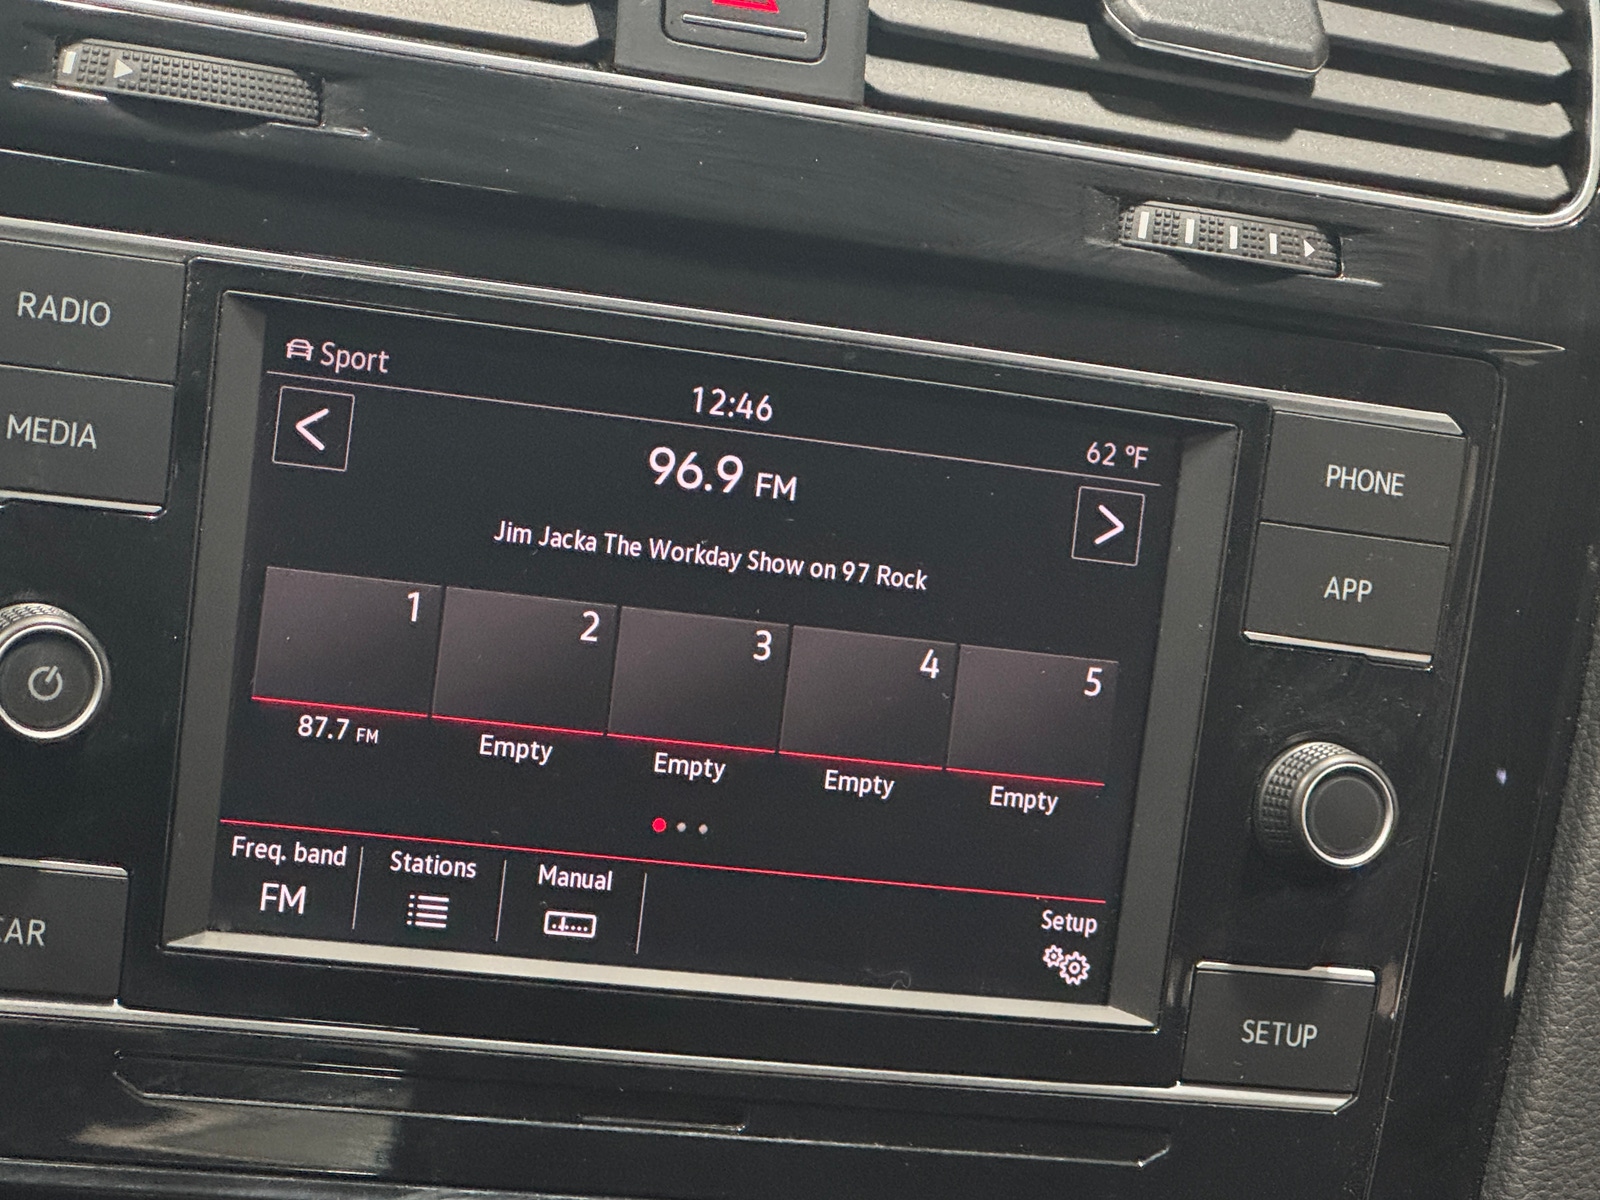 RADIO
MEDIA
CAR
Sport
12:46
62 °F
<
96.9 FM
>
Jim Jacka The Workday Show on 97 Rock
1
2
3
4
5
87.7 FM
Empty
Empty
Empty
Empty
Freq. band
FM
Stations
Manual
Setup
PHONE
APP
SETUP